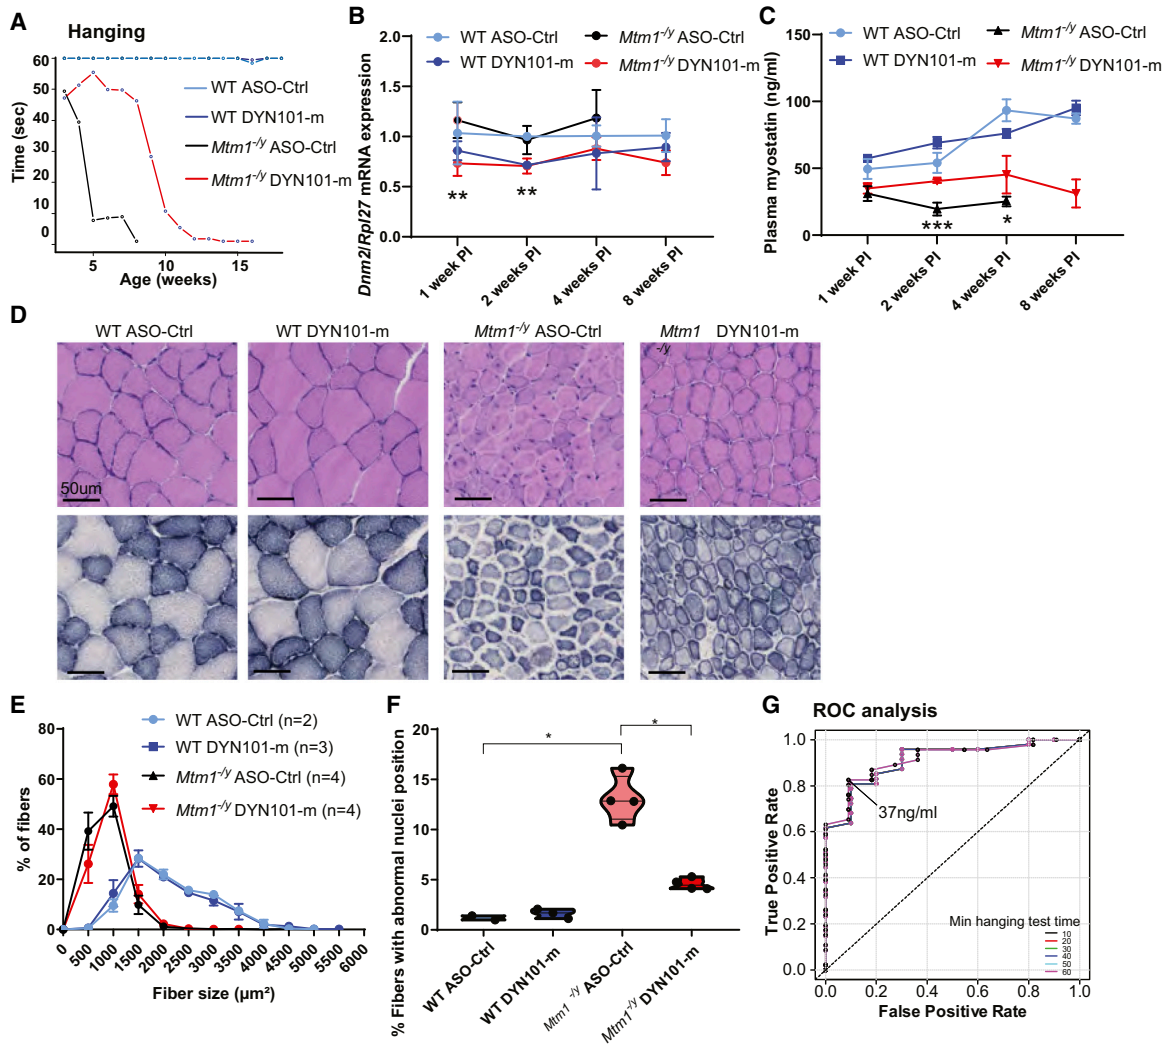 A
Hanging
60
50
40
30
20
10
0
Time (sec)
5
10
15
Age (weeks)
WT ASO-Ctrl
WT DYN101-m
Mtm1-/y ASO-Ctrl
Mtm1-/y DYN101-m
B
2.0
1.5
1.0
0.5
0.0
Dnm2/Rpl27 mRNA expression
WT ASO-Ctrl
WT DYN101-m
Mtm1-/y ASO-Ctrl
Mtm1-/y DYN101-m
**
**
1 week PI
2 weeks PI
4 weeks PI
8 weeks PI
C
150
100
50
0
Plasma myostatin (ng/ml)
WT ASO-Ctrl
WT DYN101-m
Mtm1-/y ASO-Ctrl
Mtm1-/y DYN101-m
***
*
1 week PI
2 weeks PI
4 weeks PI
8 weeks PI
D
WT ASO-Ctrl
WT DYN101-m
Mtm1-/y ASO-Ctrl
Mtm1 DYN101-m
-/y
50um
E
80
60
40
20
0
% of fibers
WT ASO-Ctrl (n=2)
WT DYN101-m (n=3)
Mtm1-/y ASO-Ctrl (n=4)
Mtm1-/y DYN101-m (n=4)
0
500
1000
1500
2000
2500
3000
3500
4000
4500
5000
5500
6000
Fiber size (µm²)
F
20
15
10
5
0
% Fibers with abnormal nuclei position
*
*
WT ASO-Ctrl
WT DYN101-m
Mtm1-/y ASO-Ctrl
Mtm1-/y DYN101-m
G
ROC analysis
1.0
0.8
0.6
0.4
0.2
0.0
True Positive Rate
37ng/ml
Min hanging test time
10
20
30
40
50
60
0.0
0.2
0.4
0.6
0.8
1.0
False Positive Rate